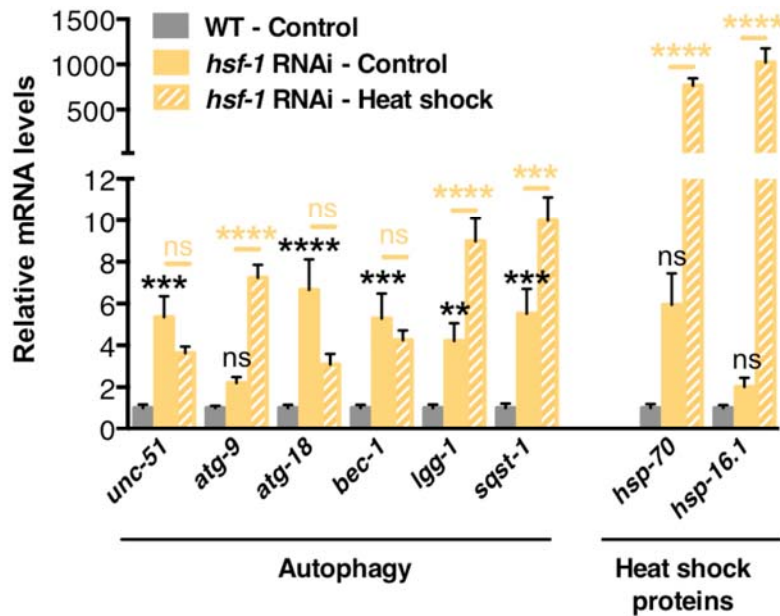 Relative mRNA levels
1500
1000
500
12
10
8
6
4
2
0
WT - Control
hsf-1 RNAi - Control
hsf-1 RNAi - Heat shock
ns
***
ns
****
ns
****
ns
***
****
**
***
***
ns
****
ns
****
unc-51
atg-9
atg-18
bec-1
lgg-1
sqst-1
hsp-70
hsp-16.1
Autophagy
Heat shock
proteins